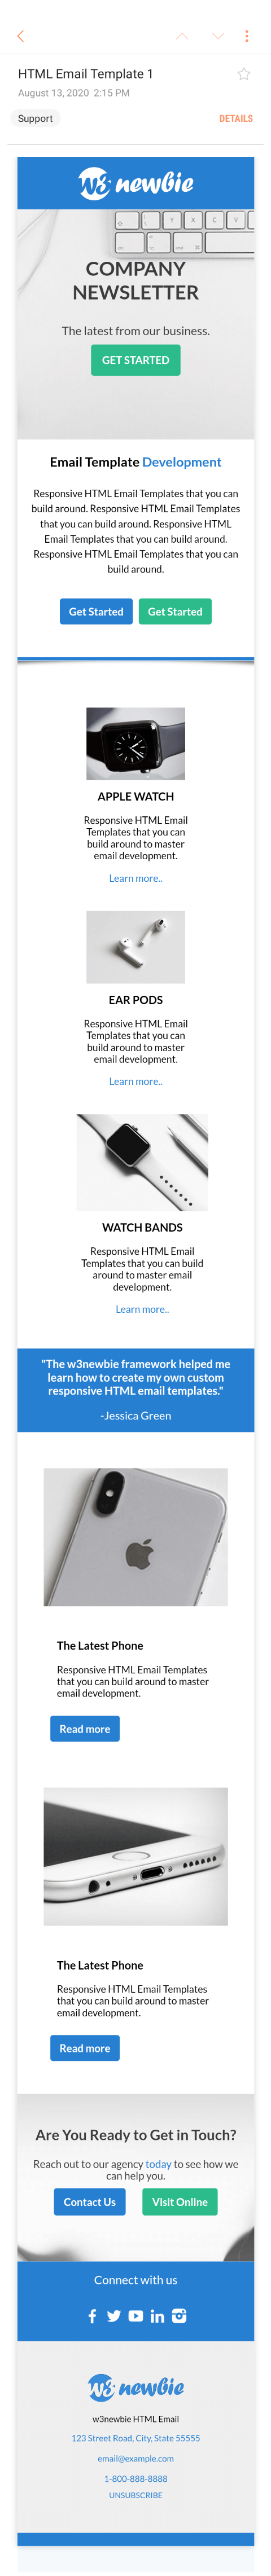 HTML Email Template 1
August 13, 2020 2:15 PM
Support
DETAILS
w3 newbie
Y X C V
COMPANY
NEWSLETTER
The latest from our business.
GET STARTED
Email Template Development
Responsive HTML Email Templates that you can
build around. Responsive HTML Email Templates
that you can build around. Responsive HTML
Email Templates that you can build around.
Responsive HTML Email Templates that you can
build around.
Get Started
Get Started
APPLE WATCH
Responsive HTML Email
Templates that you can
build around to master
email development.
Learn more..
EAR PODS
Responsive HTML Email
Templates that you can
build around to master
email development.
Learn more..
WATCH BANDS
Responsive HTML Email
Templates that you can build
around to master email
development.
Learn more..
"The w3newbie framework helped me
learn how to create my own custom
responsive HTML email templates."
-Jessica Green
The Latest Phone
Responsive HTML Email Templates
that you can build around to master
email development.
Read more
The Latest Phone
Responsive HTML Email Templates
that you can build around to master
email development.
Read more
Are You Ready to Get in Touch?
Reach out to our agency today to see how we
can help you.
Contact Us
Visit Online
Connect with us
w3 newbie
w3newbie HTML Email
123 Street Road, City, State 55555
email@example.com
1-800-888-8888
UNSUBSCRIBE